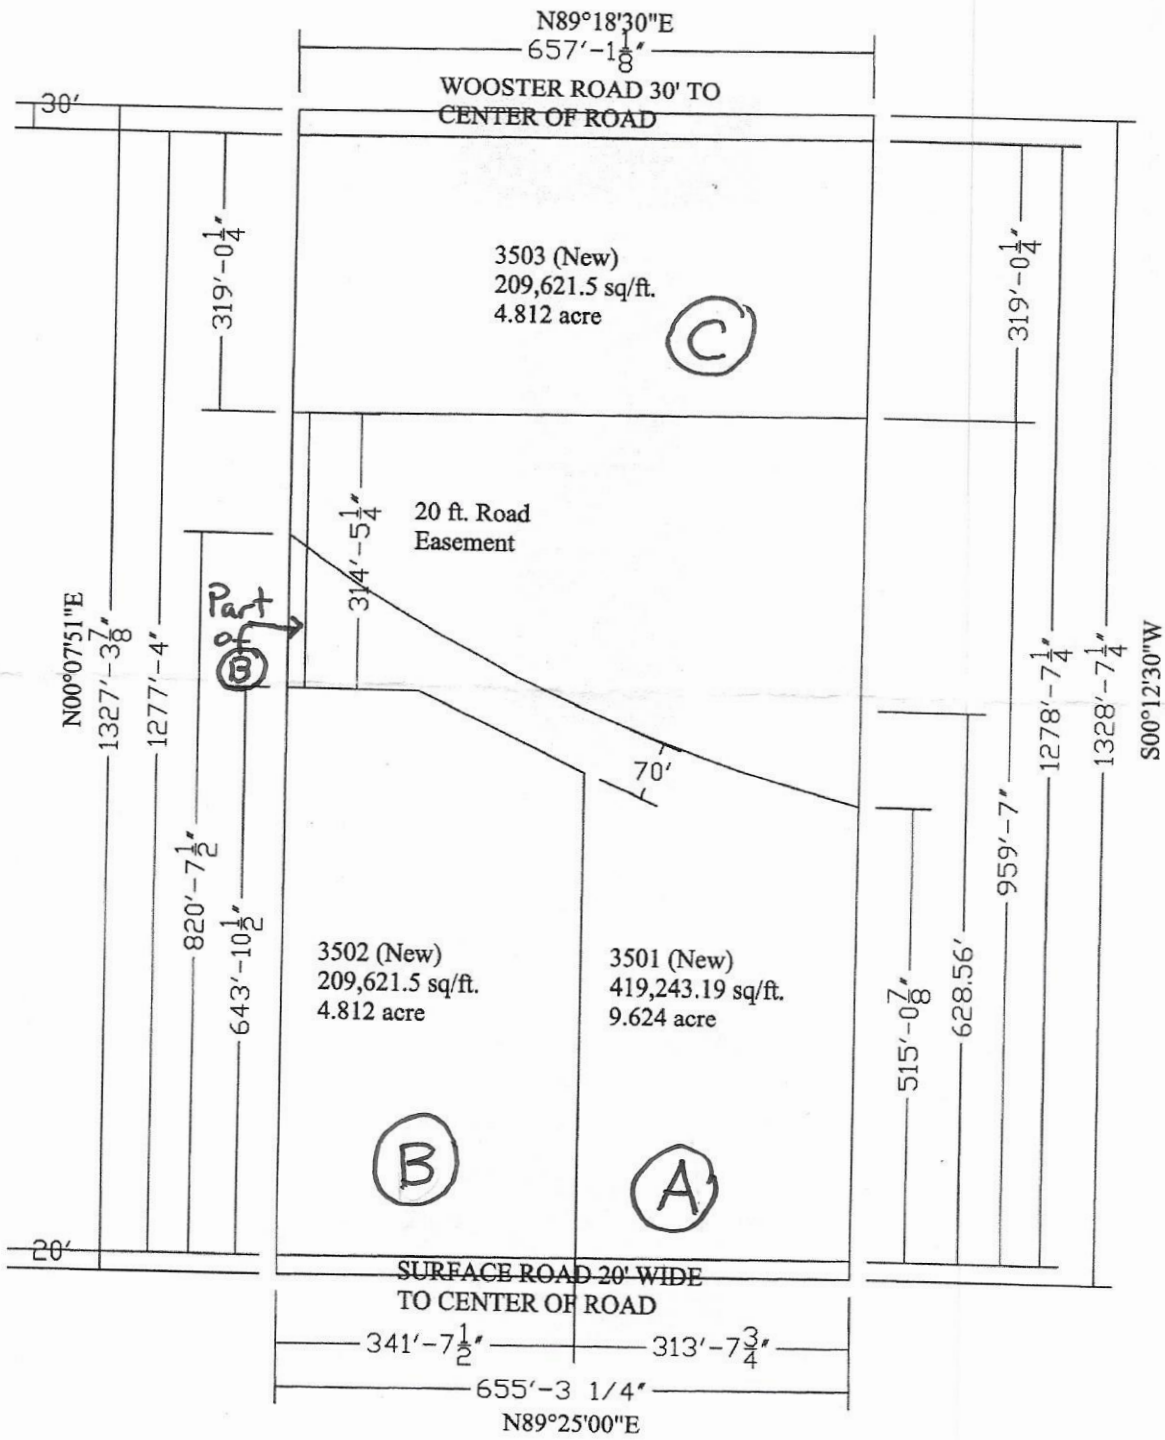 N89°18'30"E
657'-1 1/8"
WOOSTER ROAD 30' TO
CENTER OF ROAD
30'
319'-0 1/4"
319'-0 1/4"
3503 (New)
209,621.5 sq/ft.
4.812 acre
C
314'-5 1/4"
20 ft. Road
Easement
Part
of
B
N00°07'51"E
1327'-3 7/8"
1277'-4"
820'-7 1/2"
643'-10 1/2"
70'
S00°12'30"W
1328'-7 1/4"
1278'-7 1/4"
959'-7"
628.56'
515'-0 7/8"
3502 (New)
209,621.5 sq/ft.
4.812 acre
3501 (New)
419,243.19 sq/ft.
9.624 acre
B
A
20'
SURFACE ROAD 20' WIDE
TO CENTER OF ROAD
341'-7 1/2"
313'-7 3/4"
655'-3 1/4"
N89°25'00"E